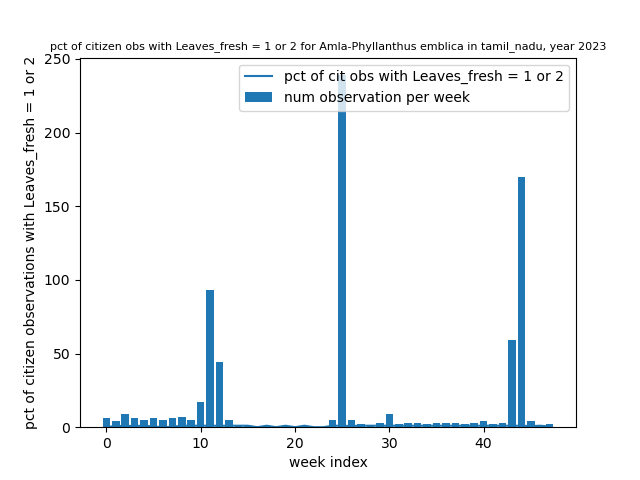 pct of citizen obs with Leaves_fresh = 1 or 2 for Amla-Phyllanthus emblica in tamil_nadu, year 2023
pct of cit obs with Leaves_fresh = 1 or 2
num observation per week
pct of citizen observations with Leaves_fresh = 1 or 2
250
200
150
100
50
0
0 10 20 30 40
week index